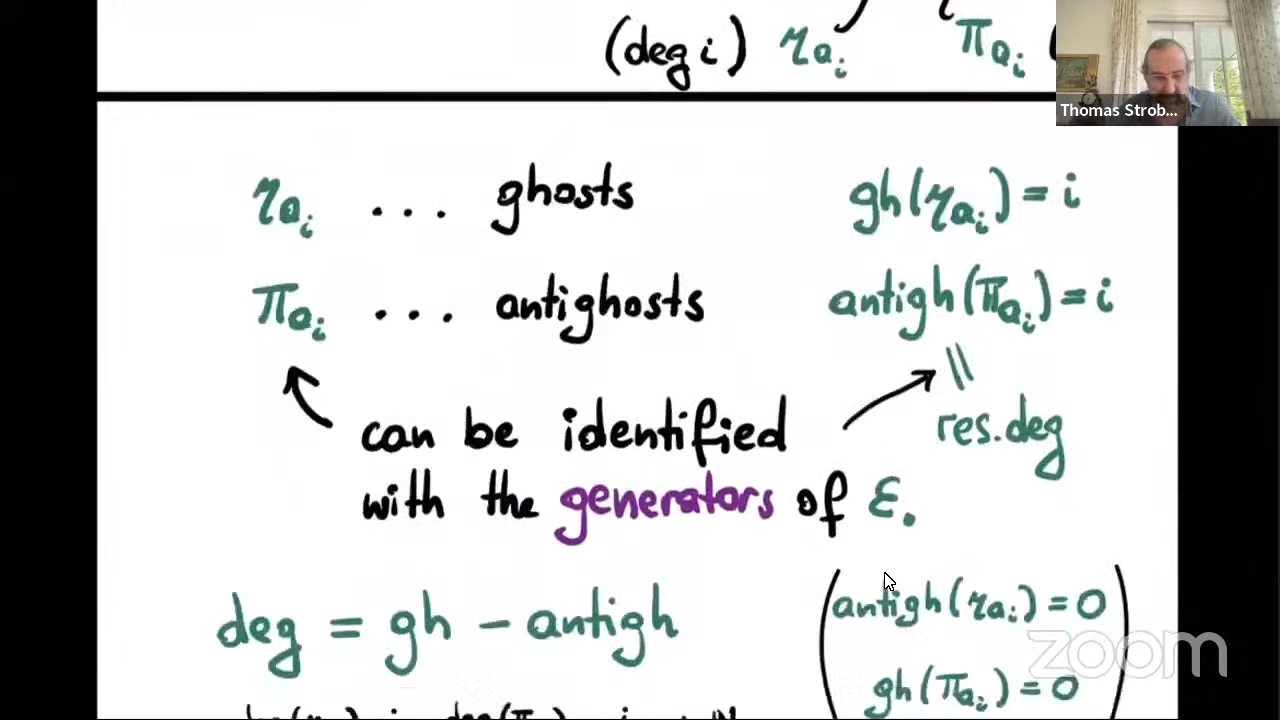 (deg i) η_{a_i} π_{a_i} (
Thomas Strob...
η_{a_i} ... ghosts gh(η_{a_i}) = i
π_{a_i} ... antighosts antigh(π_{a_i}) = i
||
res.deg
can be identified
with the generators of ε.
deg = gh - antigh
(antigh(η_{a_i}) = 0
gh(π_{a_i}) = 0)
zoom